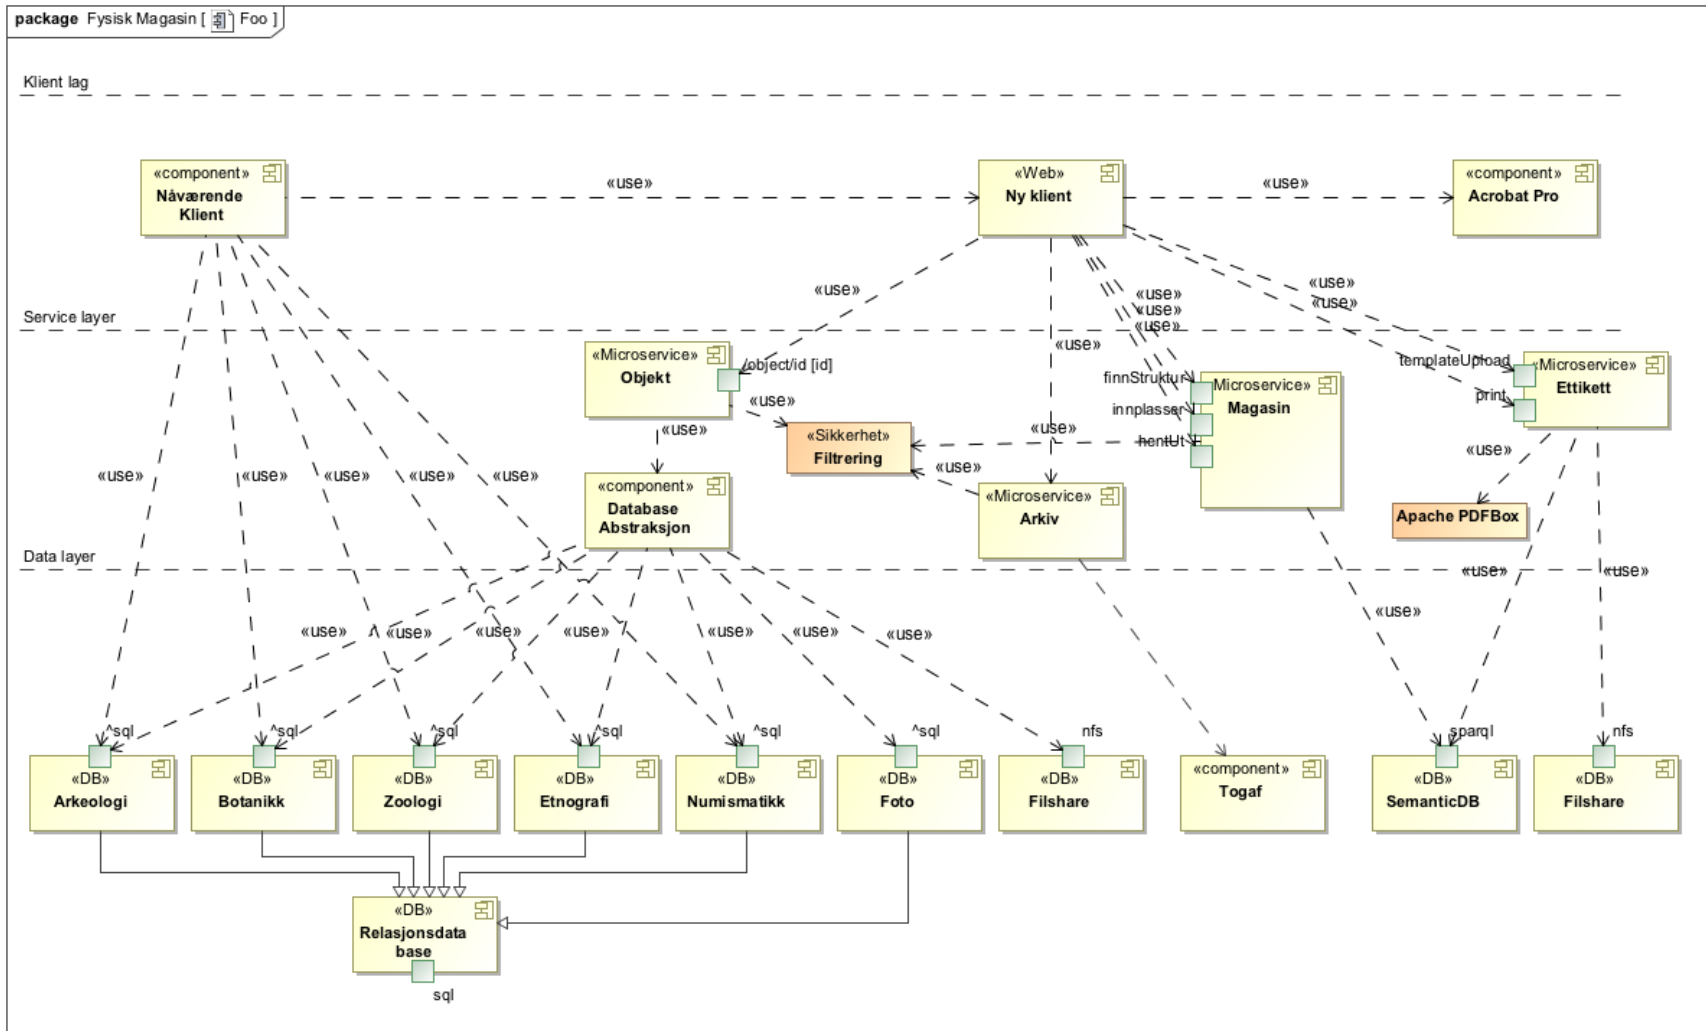 package Fysisk Magasin [ Foo ]
Klient lag
«component»
Nåværende
Klient
«use»
«Web»
Ny klient
«use»
«component»
Acrobat Pro
«use»
«use»
«use»
«use»
«use»
«use»
Service layer
«use»
«Microservice»
Objekt
/object/id [id]
«use»
«use»
«Sikkerhet»
Filtrering
«use»
«use»
finnStruktur
innplasser
hentUt
«Microservice»
Magasin
templateUpload
print
«Microservice»
Ettikett
«use»
Apache PDFBox
«component»
Database
Abstraksjon
«Microservice»
Arkiv
«use»
«use»
«use»
«use»
«use»
Data layer
«use»
«use»
«use»
«use»
«use»
«use»
«use»
«use»
«use»
«use»
^sql
^sql
^sql
^sql
^sql
^sql
nfs
sparql
nfs
«DB»
Arkeologi
«DB»
Botanikk
«DB»
Zoologi
«DB»
Etnografi
«DB»
Numismatikk
«DB»
Foto
«DB»
Filshare
«component»
Togaf
«DB»
SemanticDB
«DB»
Filshare
«DB»
Relasjonsdata
base
sql